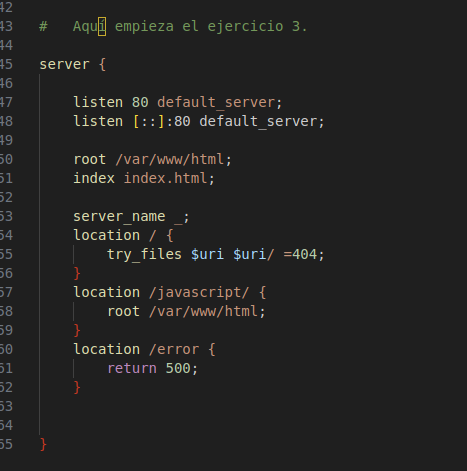 42
43 # Aquí empieza el ejercicio 3.
44
45 server {
46
47 listen 80 default_server;
48 listen [::]:80 default_server;
49
50 root /var/www/html;
51 index index.html;
52
53 server_name _;
54 location / {
55 try_files $uri $uri/ =404;
56 }
57 location /javascript/ {
58 root /var/www/html;
59 }
60 location /error {
61 return 500;
62 }
63
64
65 }